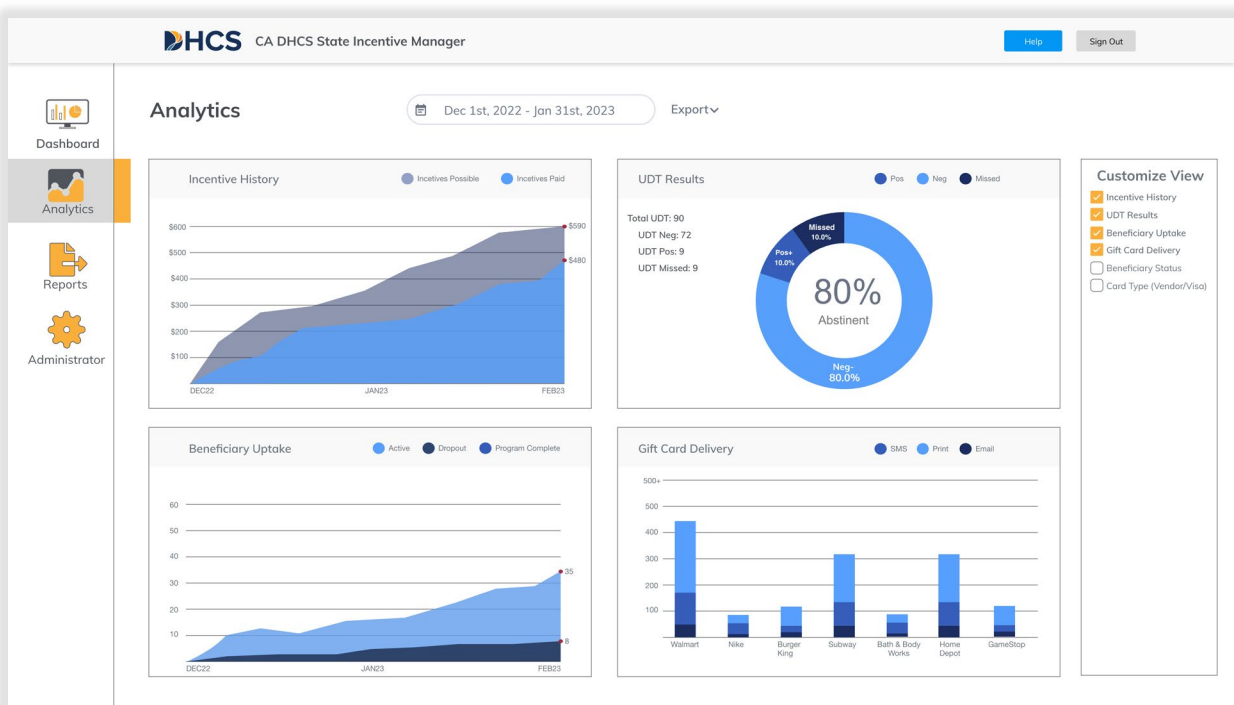 DHCS CA DHCS State Incentive Manager
Help
Sign Out
Dashboard
Analytics
Reports
Administrator
Analytics
Dec 1st, 2022 - Jan 31st, 2023
Export
Incentive History
Incetives Possible
Incetives Paid
$600
$500
$400
$300
$200
$100
$590
$480
DEC22
JAN23
FEB23
UDT Results
Pos
Neg
Missed
Total UDT: 90
UDT Neg: 72
UDT Pos: 9
UDT Missed: 9
Missed
10.0%
Pos+
10.0%
80%
Abstinent
Neg-
80.0%
Customize View
Incentive History
UDT Results
Beneficiary Uptake
Gift Card Delivery
Beneficiary Status
Card Type (Vendor/Visa)
Beneficiary Uptake
Active
Dropout
Program Complete
60
50
40
30
20
10
35
8
DEC22
JAN23
FEB23
Gift Card Delivery
SMS
Print
Email
500+
500
400
300
200
100
Walmart
Nike
Burger
King
Subway
Bath & Body
Works
Home
Depot
GameStop